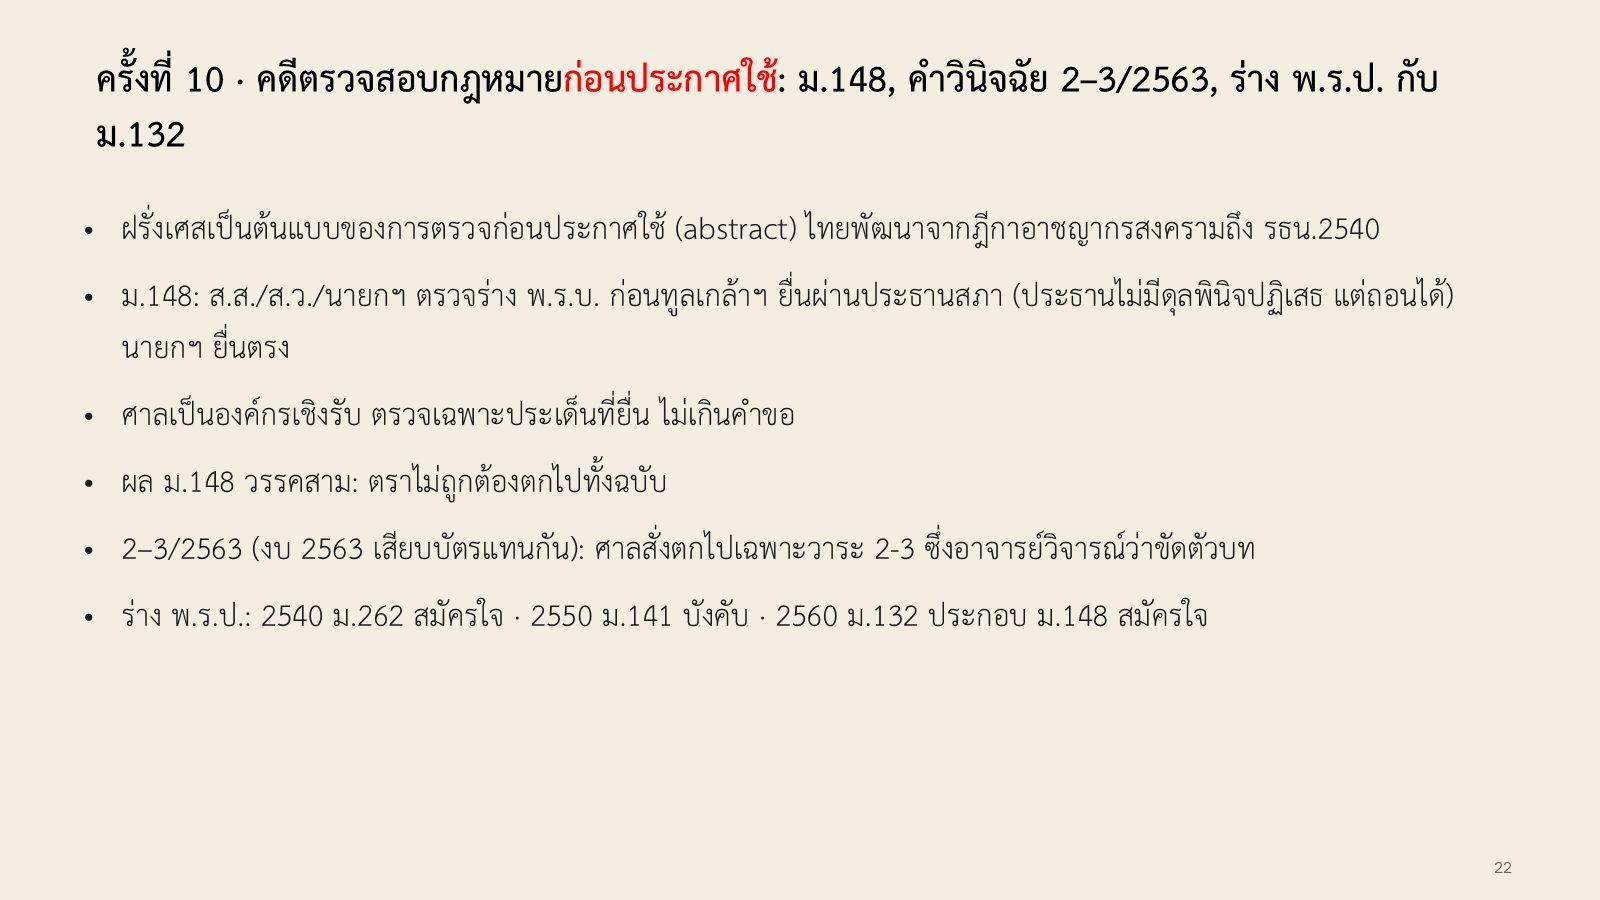 ครั้งที่ 10 · คดีตรวจสอบกฎหมายก่อนประกาศใช้: ม.148, คำวินิจฉัย 2–3/2563, ร่าง พ.ร.ป. กับ
ม.132
• ฝรั่งเศสเป็นต้นแบบของการตรวจก่อนประกาศใช้ (abstract) ไทยพัฒนาจากฎีกาอาชญากรสงครามถึง รธน.2540
• ม.148: ส.ส./ส.ว./นายกฯ ตรวจร่าง พ.ร.บ. ก่อนทูลเกล้าฯ ยื่นผ่านประธานสภา (ประธานไม่มีดุลพินิจปฏิเสธ แต่ถอนได้)
นายกฯ ยื่นตรง
• ศาลเป็นองค์กรเชิงรับ ตรวจเฉพาะประเด็นที่ยื่น ไม่เกินคำขอ
• ผล ม.148 วรรคสาม: ตราไม่ถูกต้องตกไปทั้งฉบับ
• 2–3/2563 (งบ 2563 เสียบบัตรแทนกัน): ศาลสั่งตกไปเฉพาะวาระ 2-3 ซึ่งอาจารย์วิจารณ์ว่าขัดตัวบท
• ร่าง พ.ร.ป.: 2540 ม.262 สมัครใจ · 2550 ม.141 บังคับ · 2560 ม.132 ประกอบ ม.148 สมัครใจ
22